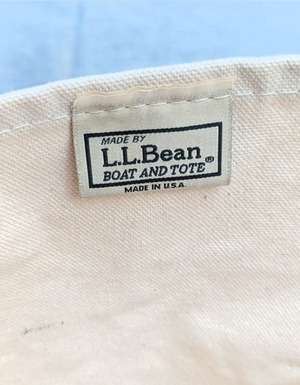 MADE BY
L.L.Bean®
BOAT AND TOTE®
MADE IN U.S.A.